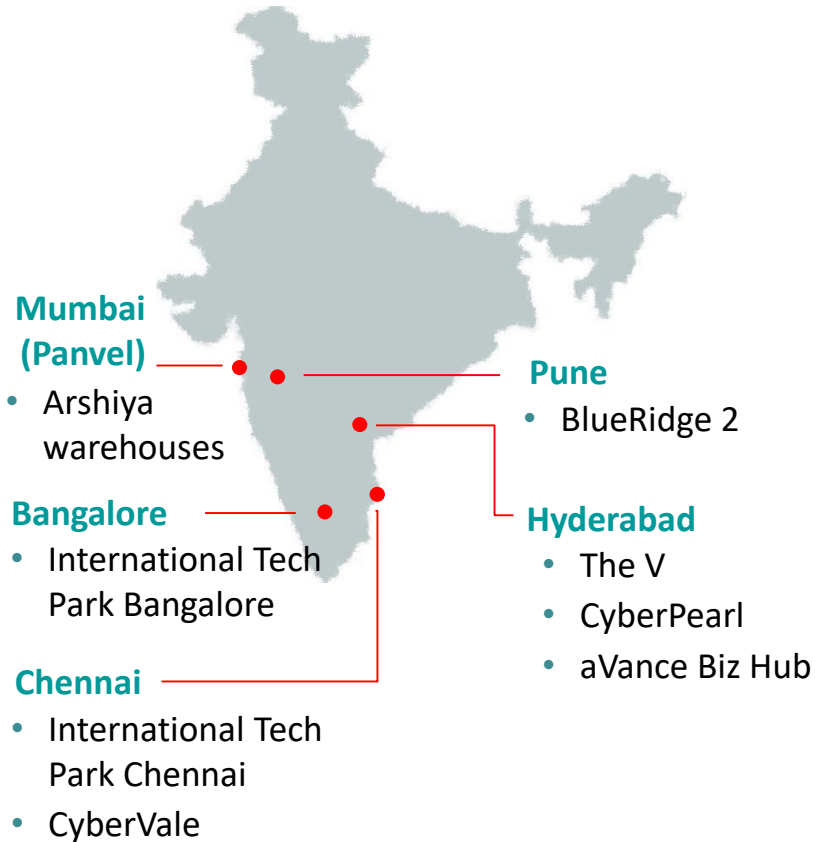 Mumbai
(Panvel)
• Arshiya
warehouses
Bangalore
• International Tech
Park Bangalore
Chennai
• International Tech
Park Chennai
• CyberVale
Pune
• BlueRidge 2
Hyderabad
• The V
• CyberPearl
• aVance Biz Hub